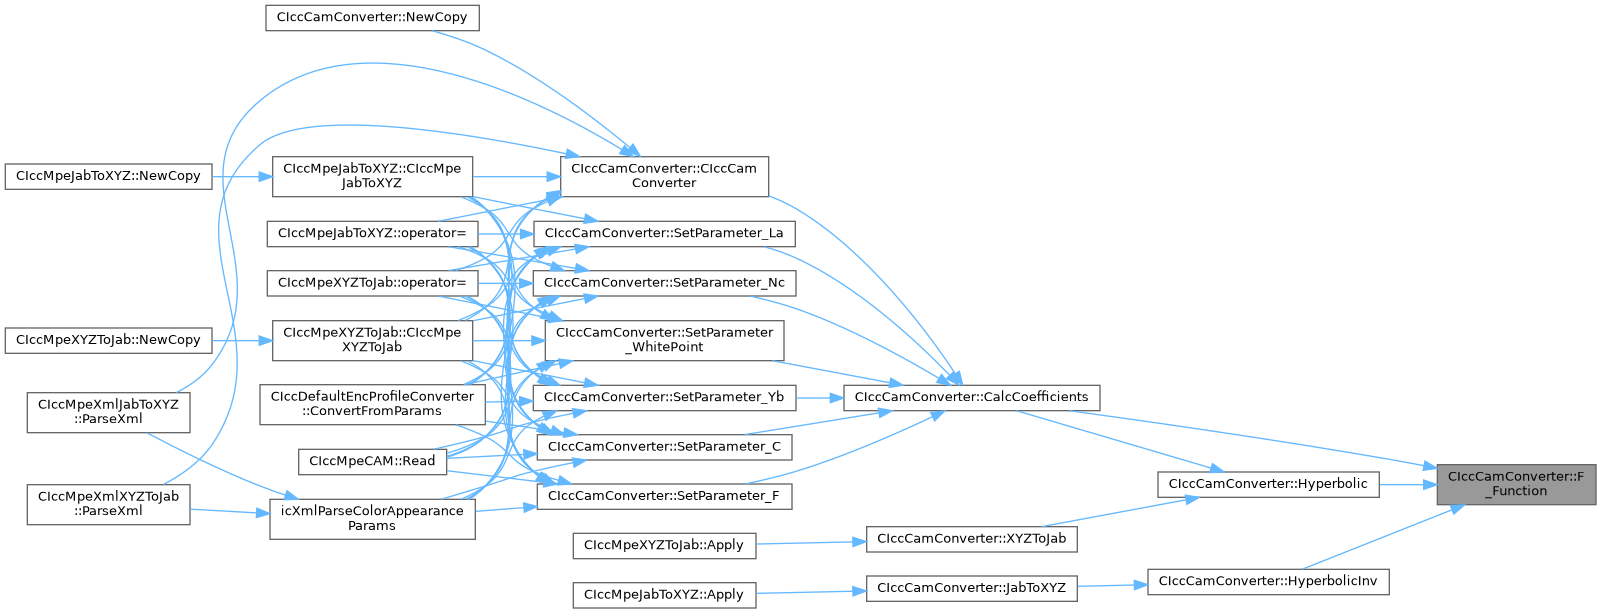 CIccCamConverter::NewCopy
CIccMpeJabToXYZ::NewCopy
CIccMpeJabToXYZ::CIccMpe
JabToXYZ
CIccCamConverter::CIccCam
Converter
CIccMpeJabToXYZ::operator=
CIccCamConverter::SetParameter_La
CIccMpeXYZToJab::operator=
CIccCamConverter::SetParameter_Nc
CIccMpeXYZToJab::NewCopy
CIccMpeXYZToJab::CIccMpe
XYZToJab
CIccCamConverter::SetParameter
_WhitePoint
CIccMpeXmlJabToXYZ
::ParseXml
CIccDefaultEncProfileConverter
::ConvertFromParams
CIccCamConverter::SetParameter_Yb
CIccCamConverter::CalcCoefficients
CIccMpeCAM::Read
CIccCamConverter::SetParameter_C
CIccMpeXmlXYZToJab
::ParseXml
icXmlParseColorAppearance
Params
CIccCamConverter::SetParameter_F
CIccCamConverter::Hyperbolic
CIccCamConverter::F
_Function
CIccMpeXYZToJab::Apply
CIccCamConverter::XYZToJab
CIccMpeJabToXYZ::Apply
CIccCamConverter::JabToXYZ
CIccCamConverter::HyperbolicInv